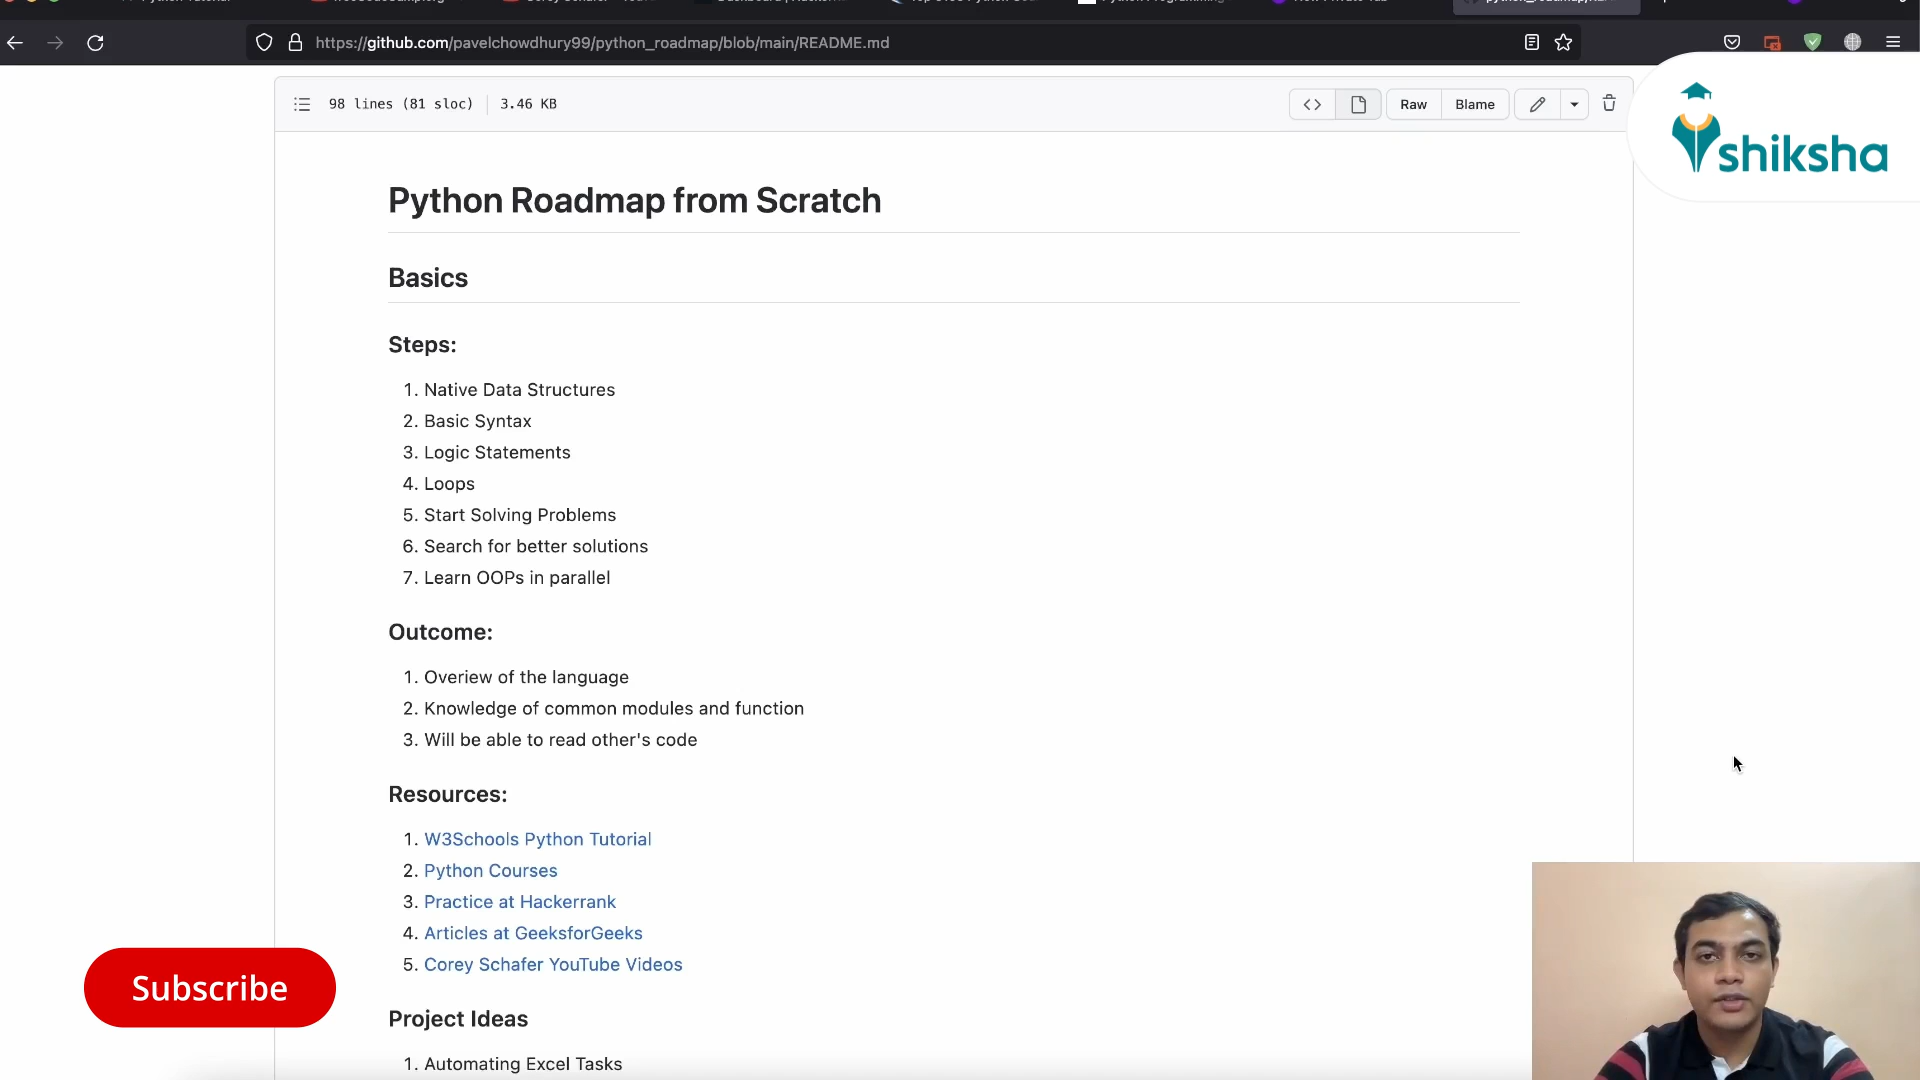 https://github.com/pavelchowdhury99/python_roadmap/blob/main/README.md
98 lines (81 sloc) 3.46 KB
Raw
Blame
shiksha
Python Roadmap from Scratch
Basics
Steps:
1. Native Data Structures
2. Basic Syntax
3. Logic Statements
4. Loops
5. Start Solving Problems
6. Search for better solutions
7. Learn OOPs in parallel
Outcome:
1. Overiew of the language
2. Knowledge of common modules and function
3. Will be able to read other's code
Resources:
1. W3Schools Python Tutorial
2. Python Courses
3. Practice at Hackerrank
4. Articles at GeeksforGeeks
5. Corey Schafer YouTube Videos
Subscribe
Project Ideas
1. Automating Excel Tasks